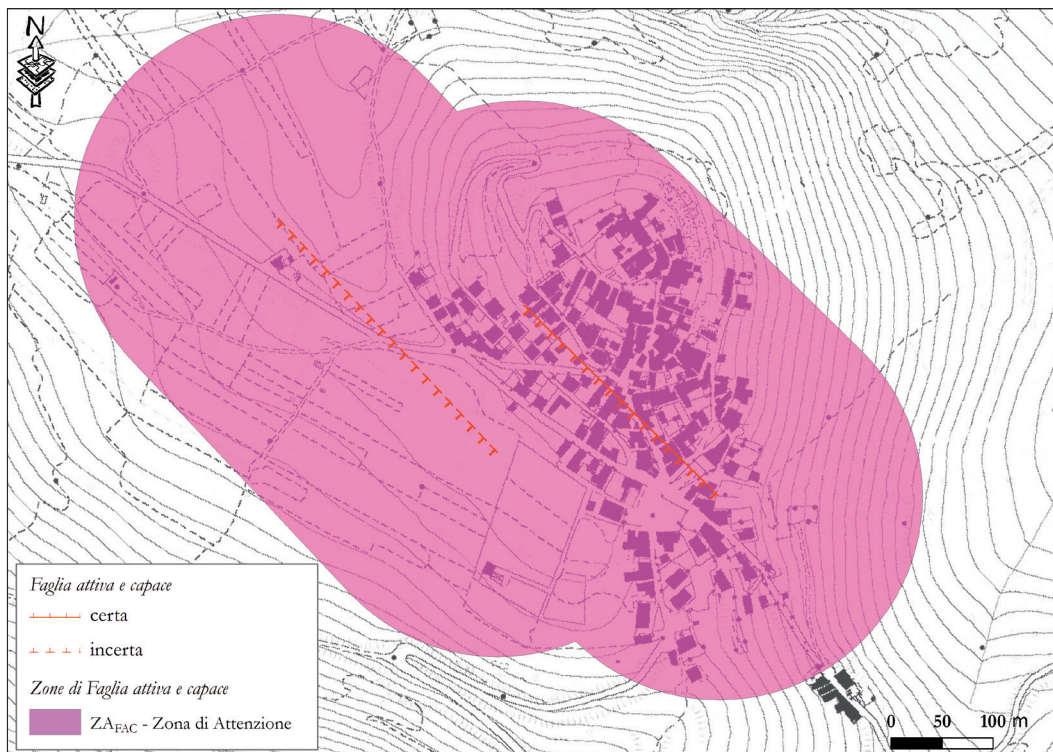 N
Faglia attiva e capace
certa
incerta
Zone di Faglia attiva e capace
ZAFAC - Zona di Attenzione
0 50 100 m